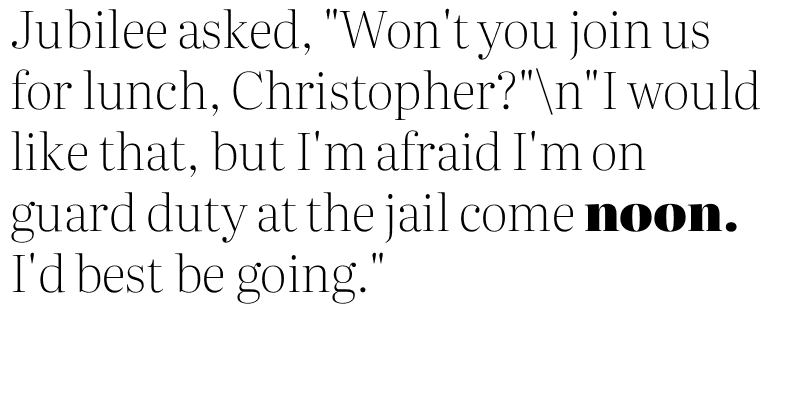 Jubilee asked, "Won't you join us
for lunch, Christopher?"\n"I would
like that, but I'm afraid I'm on
guard duty at the jail come noon.
I'd best be going."